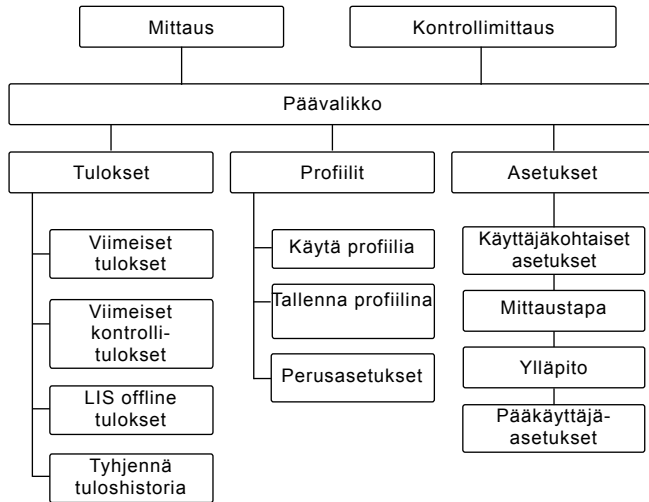 Mittaus
Kontrollimittaus
Päävalikko
Tulokset
Profiilit
Asetukset
Viimeiset
tulokset
Viimeiset
kontrolli-
tulokset
LIS offline
tulokset
Tyhjennä
tuloshistoria
Käytä profiilia
Tallenna profiilina
Perusasetukset
Käyttäjäkohtaiset
asetukset
Mittaustapa
Ylläpito
Pääkäyttäjä-
asetukset